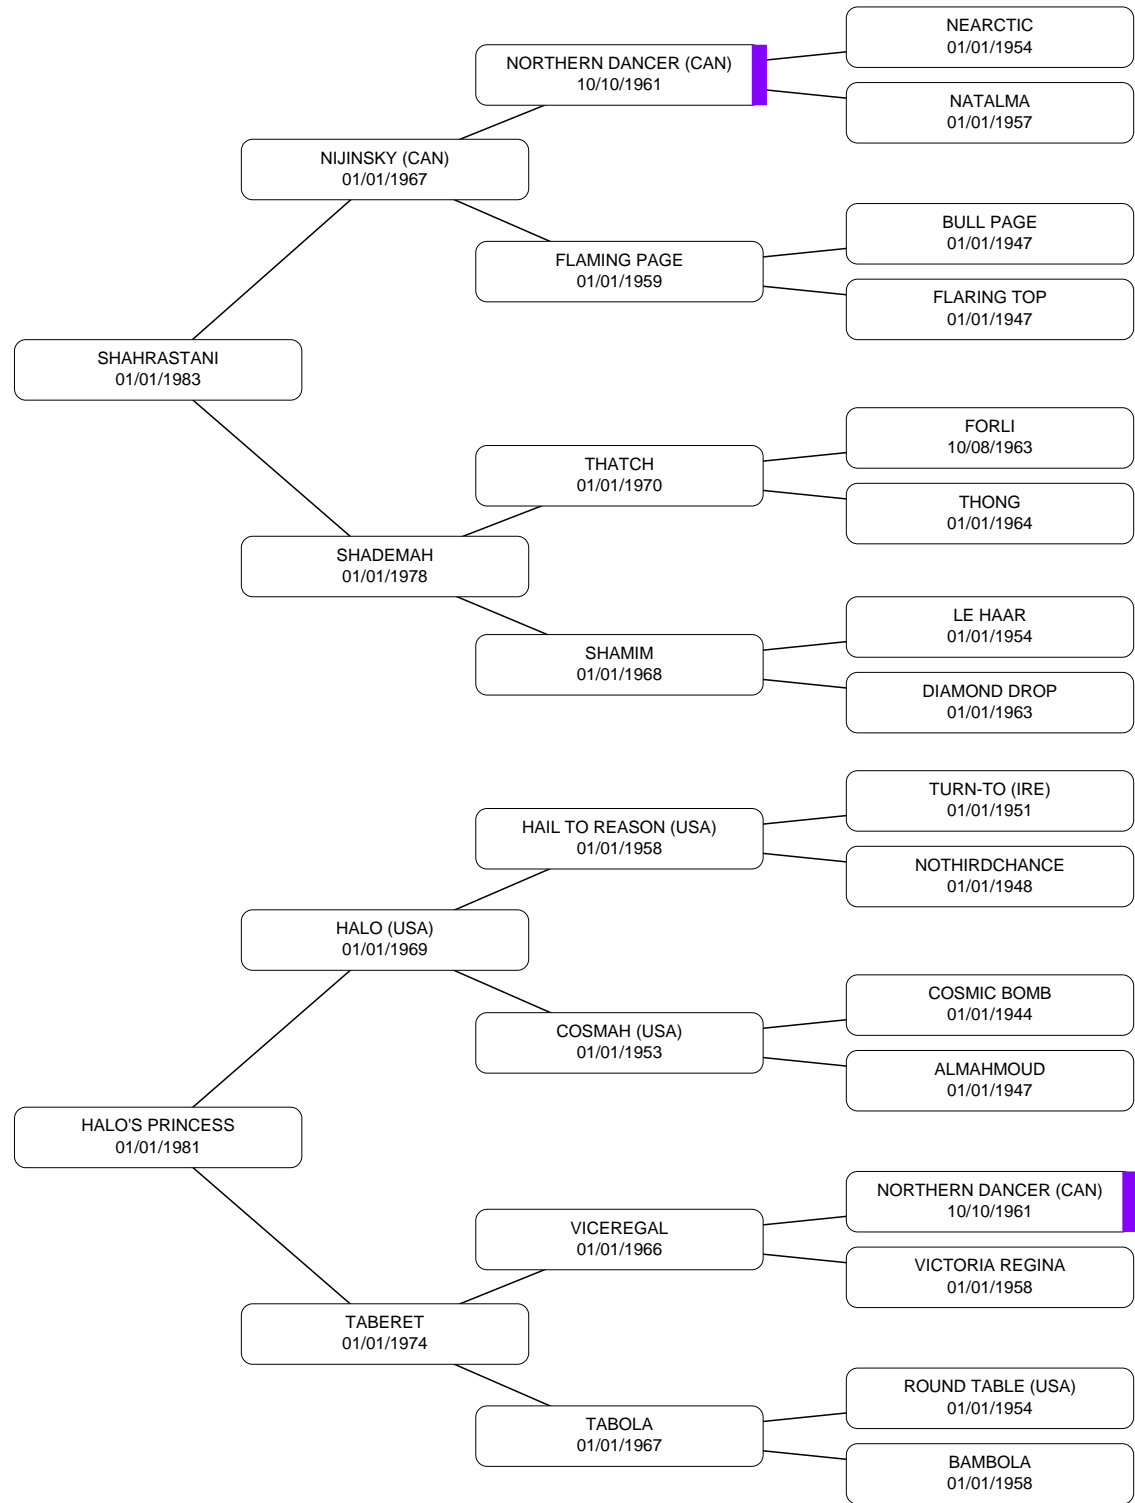 NEARCTIC
01/01/1954
NORTHERN DANCER (CAN)
10/10/1961
NATALMA
01/01/1957
NIJINSKY (CAN)
01/01/1967
BULL PAGE
01/01/1947
FLAMING PAGE
01/01/1959
FLARING TOP
01/01/1947
SHAHRASTANI
01/01/1983
FORLI
10/08/1963
THATCH
01/01/1970
THONG
01/01/1964
SHADEMAH
01/01/1978
LE HAAR
01/01/1954
SHAMIM
01/01/1968
DIAMOND DROP
01/01/1963
TURN-TO (IRE)
01/01/1951
HAIL TO REASON (USA)
01/01/1958
NOTHIRDCHANCE
01/01/1948
HALO (USA)
01/01/1969
COSMIC BOMB
01/01/1944
COSMAH (USA)
01/01/1953
ALMAHMOUD
01/01/1947
HALO'S PRINCESS
01/01/1981
NORTHERN DANCER (CAN)
10/10/1961
VICEREGAL
01/01/1966
VICTORIA REGINA
01/01/1958
TABERET
01/01/1974
ROUND TABLE (USA)
01/01/1954
TABOLA
01/01/1967
BAMBOLA
01/01/1958